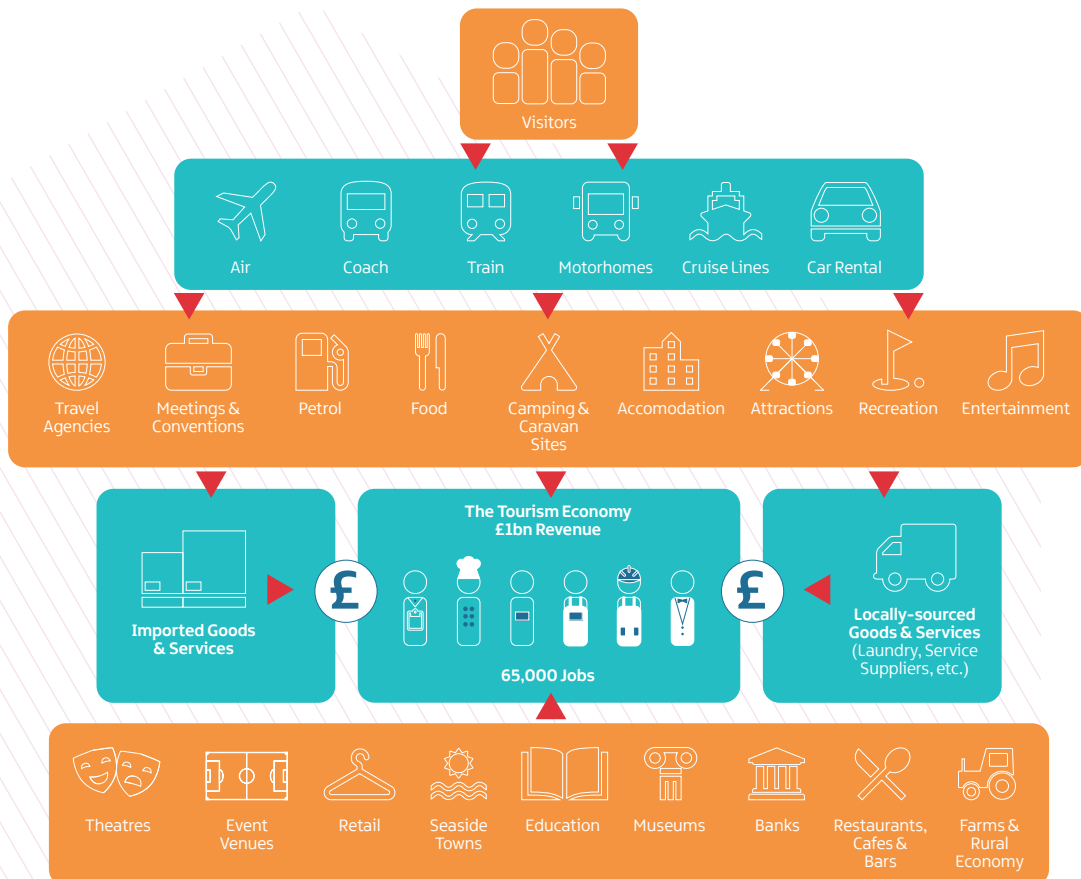 Visitors
Air
Coach
Train
Motorhomes
Cruise Lines
Car Rental
Travel
Agencies
Meetings &
Conventions
Petrol
Food
Camping &
Caravan
Sites
Accomodation
Attractions
Recreation
Entertainment
Imported Goods
& Services
£
The Tourism Economy
£1bn Revenue
65,000 Jobs
£
Locally-sourced
Goods & Services
(Laundry, Service
Suppliers, etc.)
Theatres
Event
Venues
Retail
Seaside
Towns
Education
Museums
Banks
Restaurants,
Cafes &
Bars
Farms &
Rural
Economy